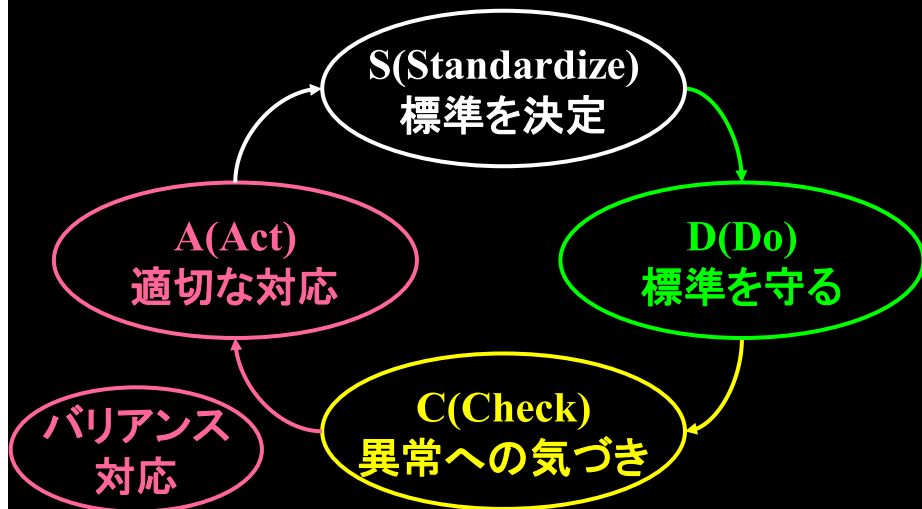 S(Standardize)
標準を決定
D(Do)
標準を守る
C(Check)
異常への気づき
A(Act)
適切な対応
バリアンス
対応